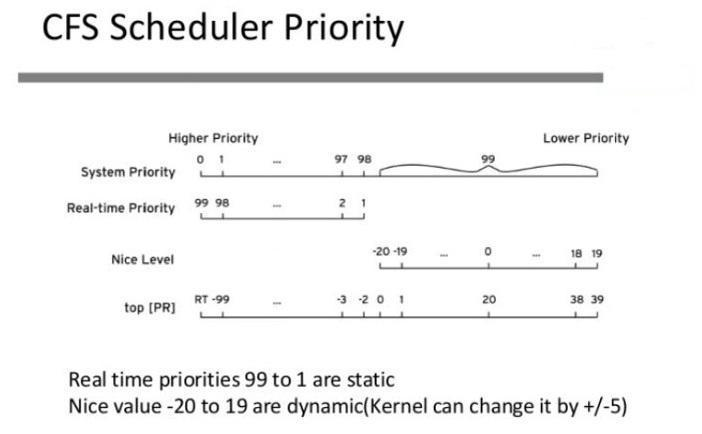 CFS Scheduler Priority
Higher Priority
Lower Priority
System Priority 0 1 ... 97 98 99
Real-time Priority 99 98 ... 2 1
Nice Level -20 -19 ... 0 ... 18 19
top [PR] RT -99 ... -3 -2 0 1 20 38 39
Real time priorities 99 to 1 are static
Nice value -20 to 19 are dynamic(Kernel can change it by +/-5)